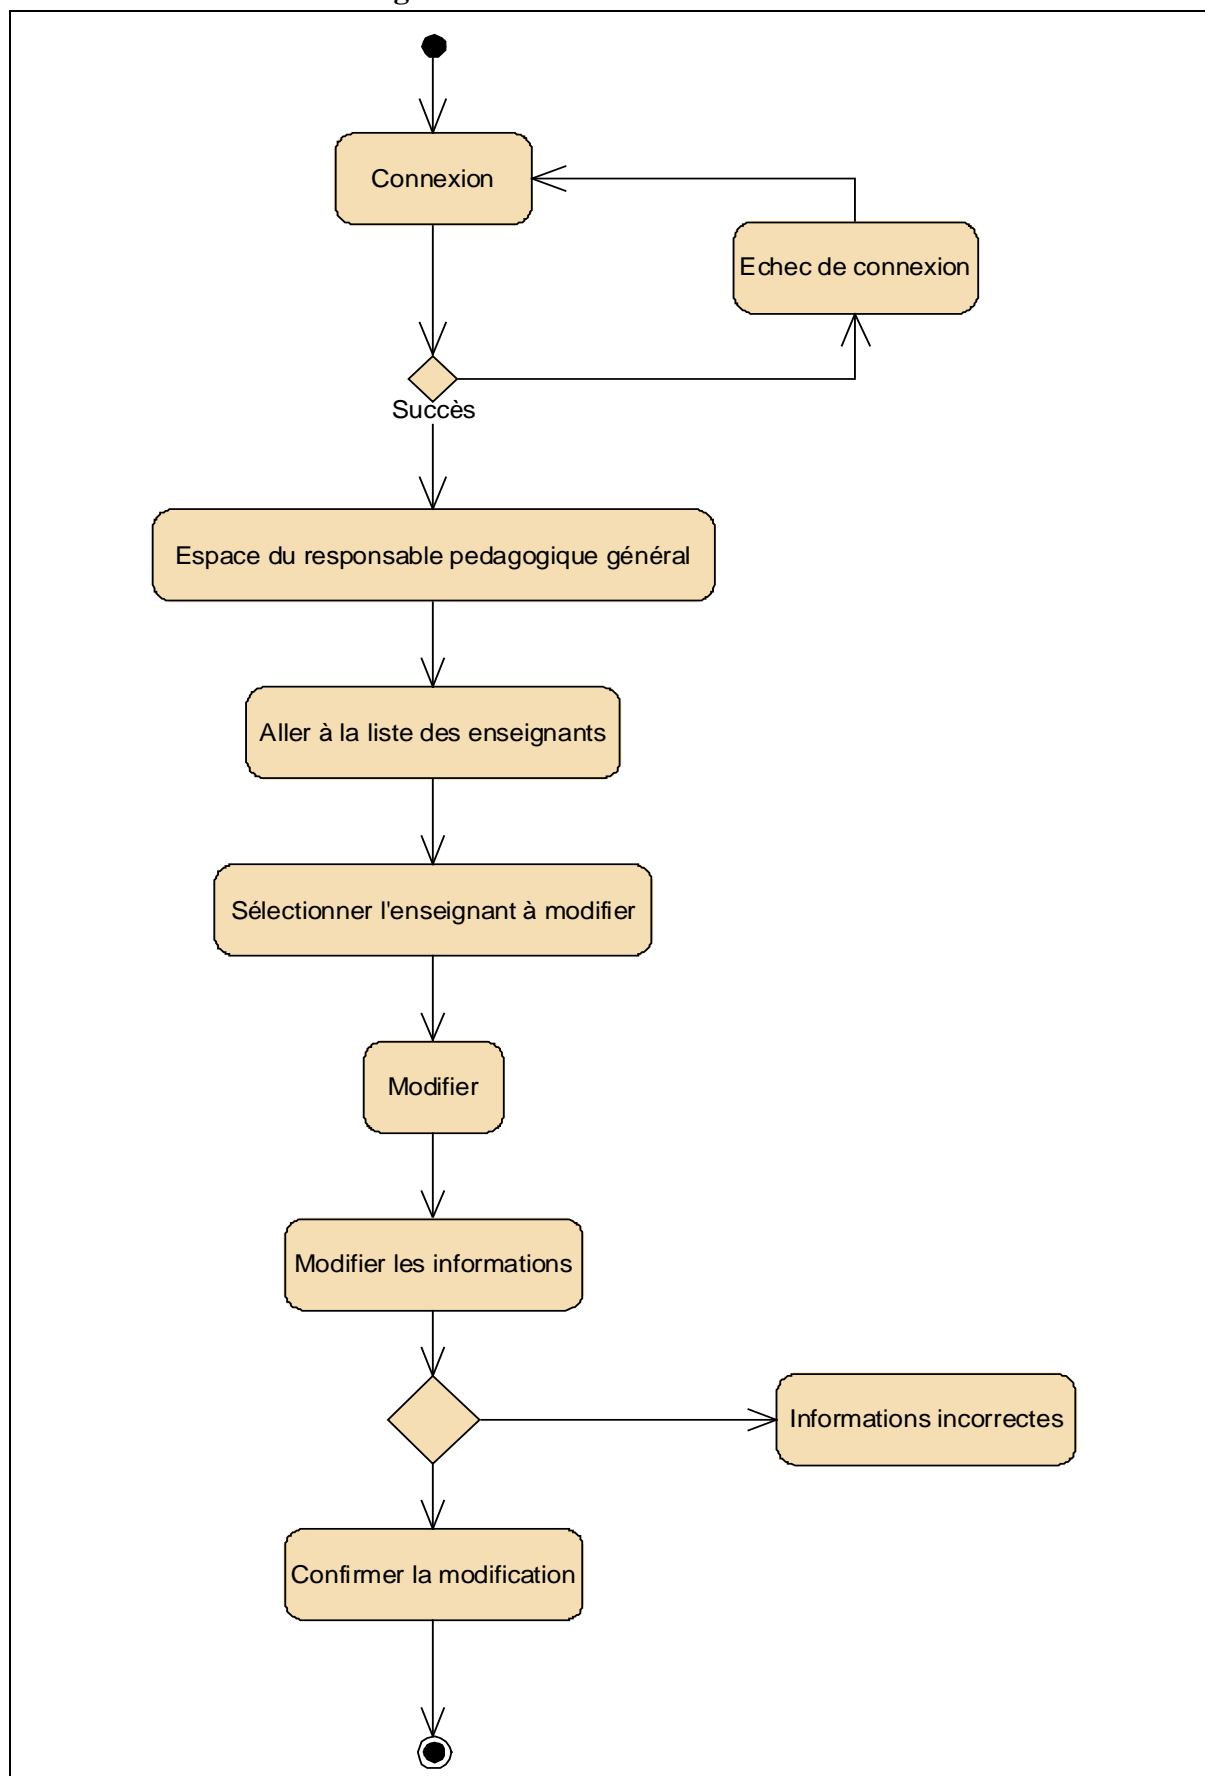 Connexion
Echec de connexion
Succès
Espace du responsable pedagogique général
Aller à la liste des enseignants
Sélectionner l'enseignant à modifier
Modifier
Modifier les informations
Informations incorrectes
Confirmer la modification